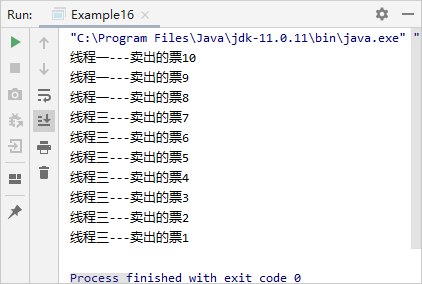 Run: Example16
"C:\Program Files\Java\jdk-11.0.11\bin\java.exe" "
线程一---卖出的票10
线程一---卖出的票9
线程一---卖出的票8
线程三---卖出的票7
线程三---卖出的票6
线程三---卖出的票5
线程三---卖出的票4
线程三---卖出的票3
线程三---卖出的票2
线程三---卖出的票1
Process finished with exit code 0